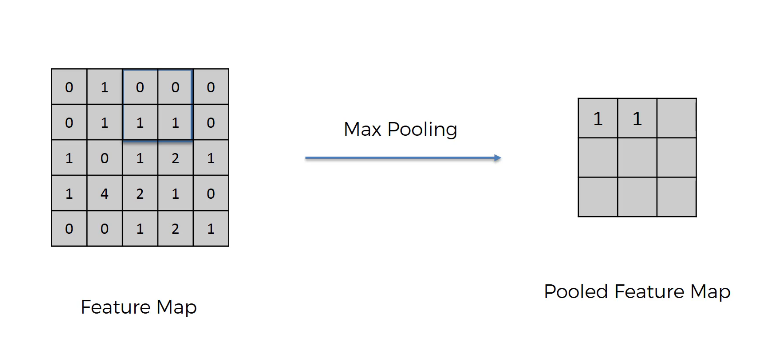 0 1 0 0 0
0 1 1 1 0
1 0 1 2 1
1 4 2 1 0
0 0 1 2 1
Feature Map
Max Pooling
1 1
Pooled Feature Map